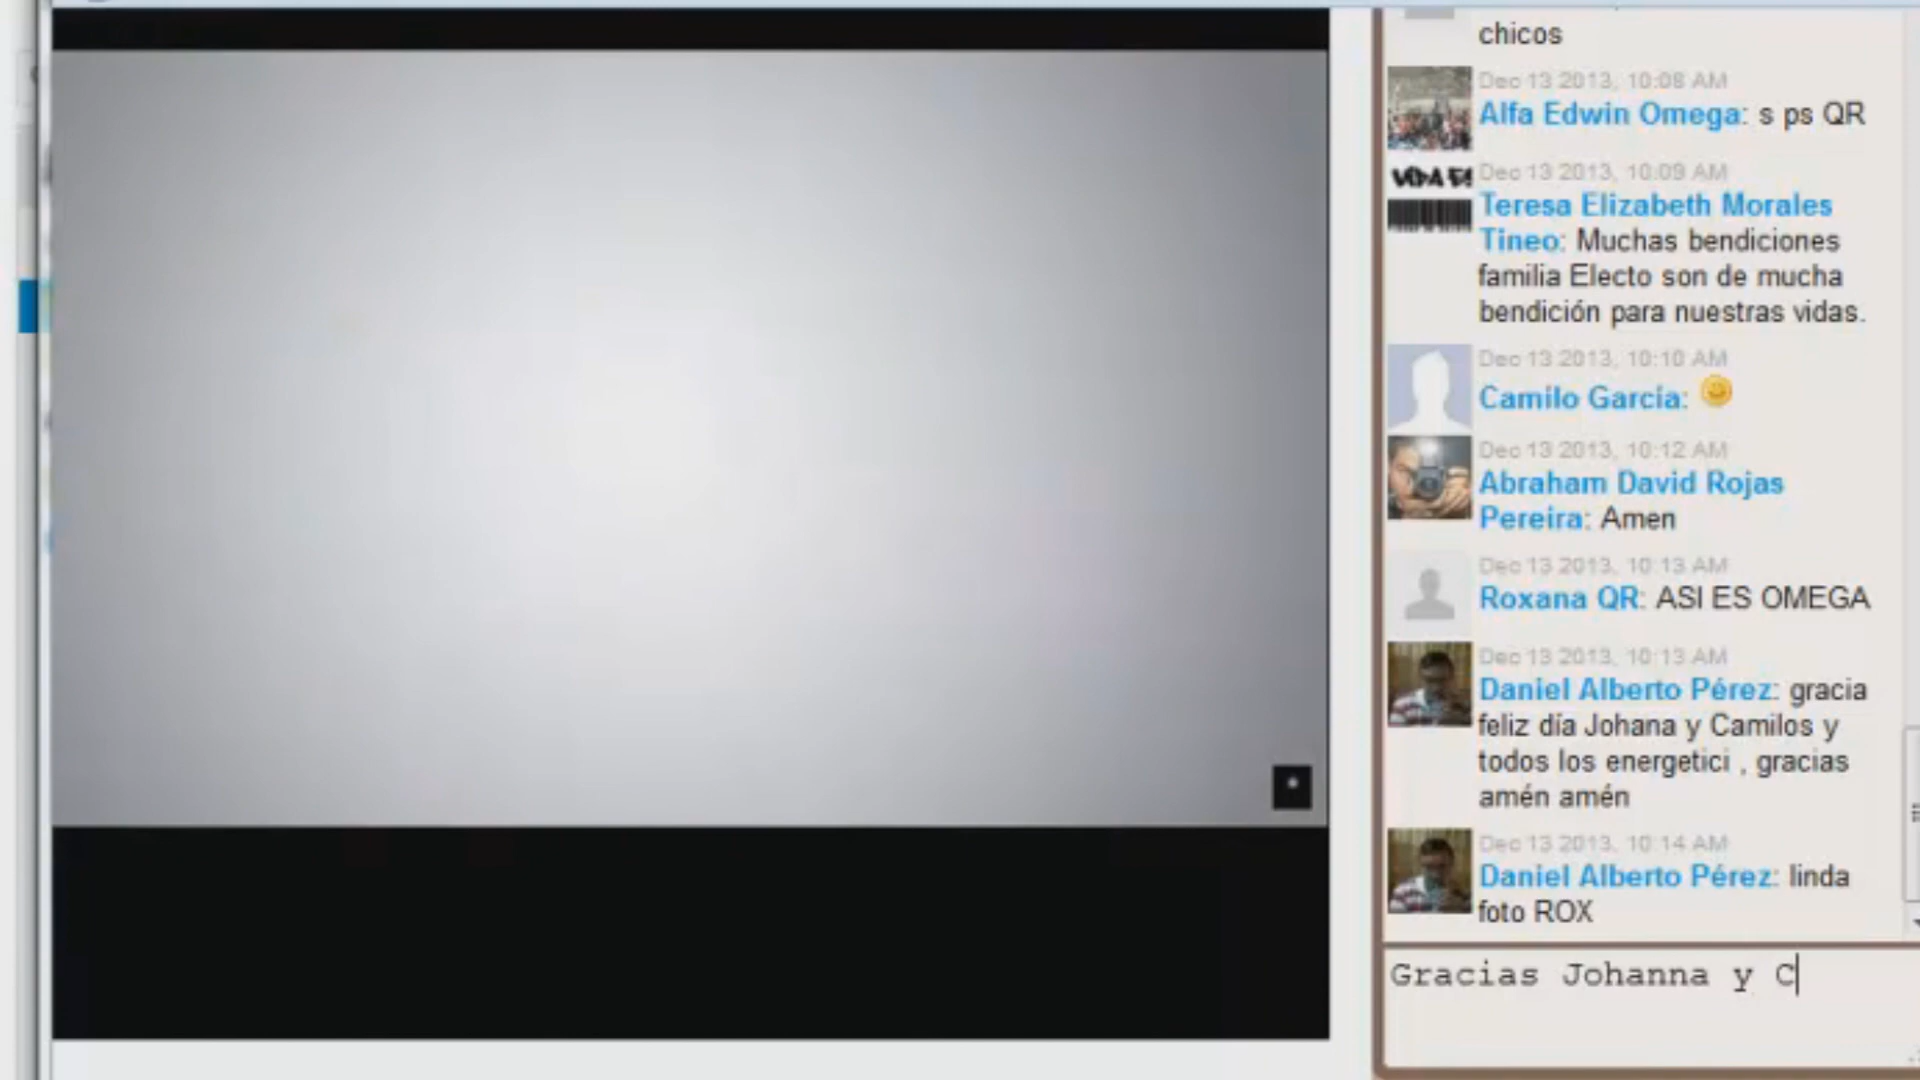 chicos
Dec 13 2013, 10:08 AM
Alfa Edwin Omega: s ps QR
Dec 13 2013, 10:09 AM
Teresa Elizabeth Morales
Tineo: Muchas bendiciones
familia Electo son de mucha
bendición para nuestras vidas.
Dec 13 2013, 10:10 AM
Camilo García:
Dec 13 2013, 10:12 AM
Abraham David Rojas
Pereira: Amen
Dec 13 2013, 10:13 AM
Roxana QR: ASI ES OMEGA
Dec 13 2013, 10:13 AM
Daniel Alberto Pérez: gracia
feliz día Johana y Camilos y
todos los energetici , gracias
amén amén
Dec 13 2013, 10:14 AM
Daniel Alberto Pérez: linda
foto ROX
Gracias Johanna y C